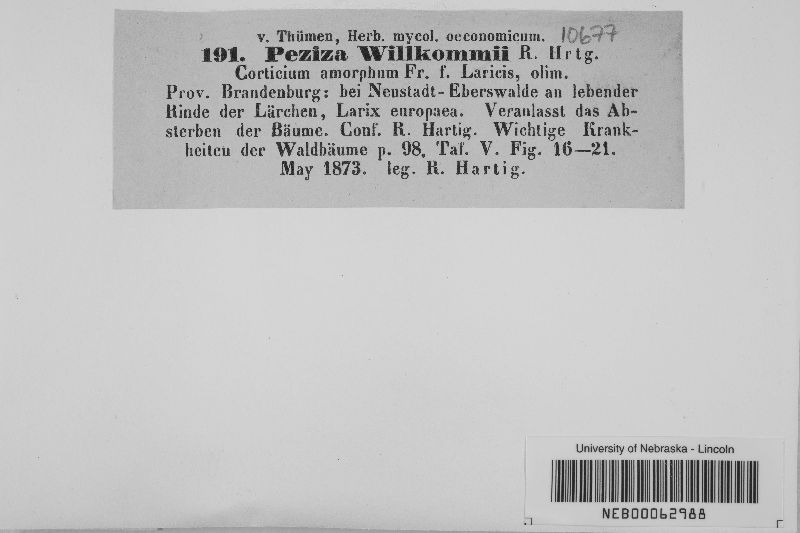 v. Thümen, Herb. mycol. oeconomicum. 10677
191. Peziza Willkommii R. Hrtg.
Corticium amorphum Fr. f. Laricis, olim.
Prov. Brandenburg: bei Neustadt-Eberswalde an lebender
Rinde der Lärchen, Larix europaea. Veranlasst das Ab-
sterben der Bäume. Conf. R. Hartig. Wichtige Krank-
heiten der Waldbäume p. 98, Taf. V. Fig. 16—21.
May 1873. leg. R. Hartig.
University of Nebraska - Lincoln
NEB00062988